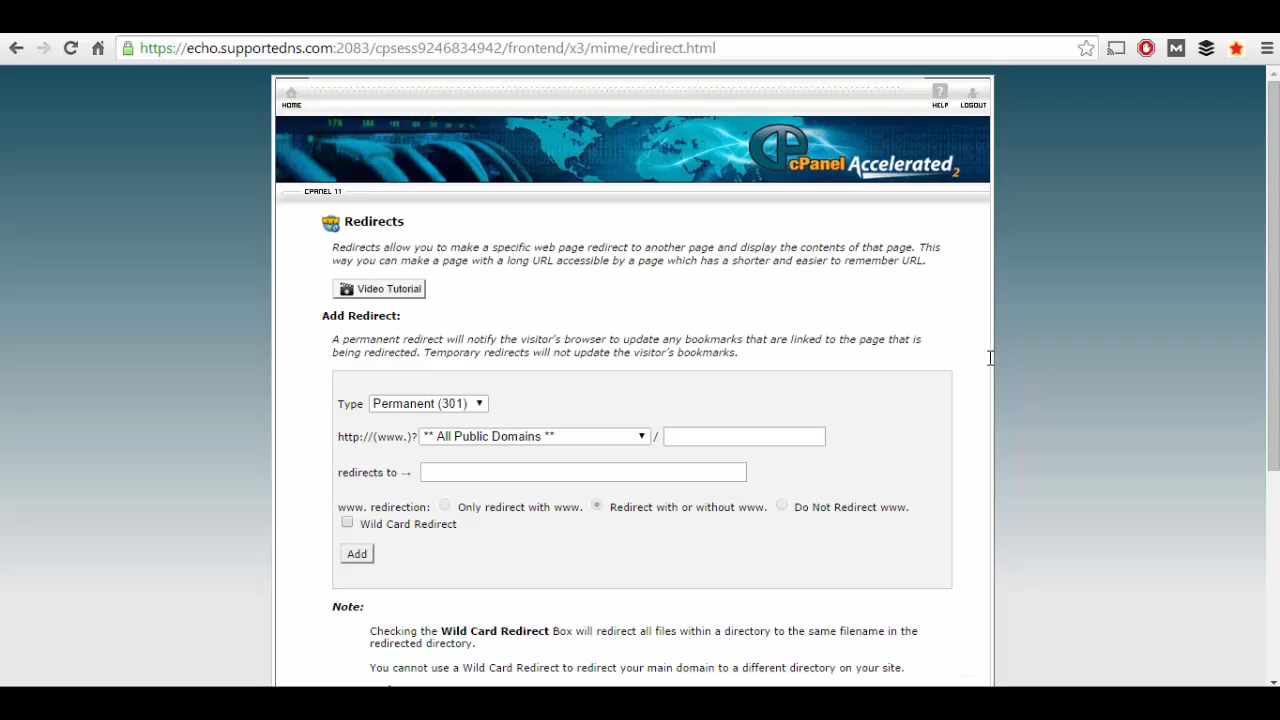 https://echo.supportedns.com:2083/cpsess9246834942/frontend/x3/mime/redirect.html
M
HOME
? HELP LOGOUT
cPanel Accelerated2
CPANEL 11
Redirects
Redirects allow you to make a specific web page redirect to another page and display the contents of that page. This
way you can make a page with a long URL accessible by a page which has a shorter and easier to remember URL.
Video Tutorial
Add Redirect:
A permanent redirect will notify the visitor's browser to update any bookmarks that are linked to the page that is
being redirected. Temporary redirects will not update the visitor's bookmarks.
Type Permanent (301)
http://(www.)? ** All Public Domains ** /
redirects to →
www. redirection: Only redirect with www. Redirect with or without www. Do Not Redirect www.
Wild Card Redirect
Add
Note:
Checking the Wild Card Redirect Box will redirect all files within a directory to the same filename in the
redirected directory.
You cannot use a Wild Card Redirect to redirect your main domain to a different directory on your site.